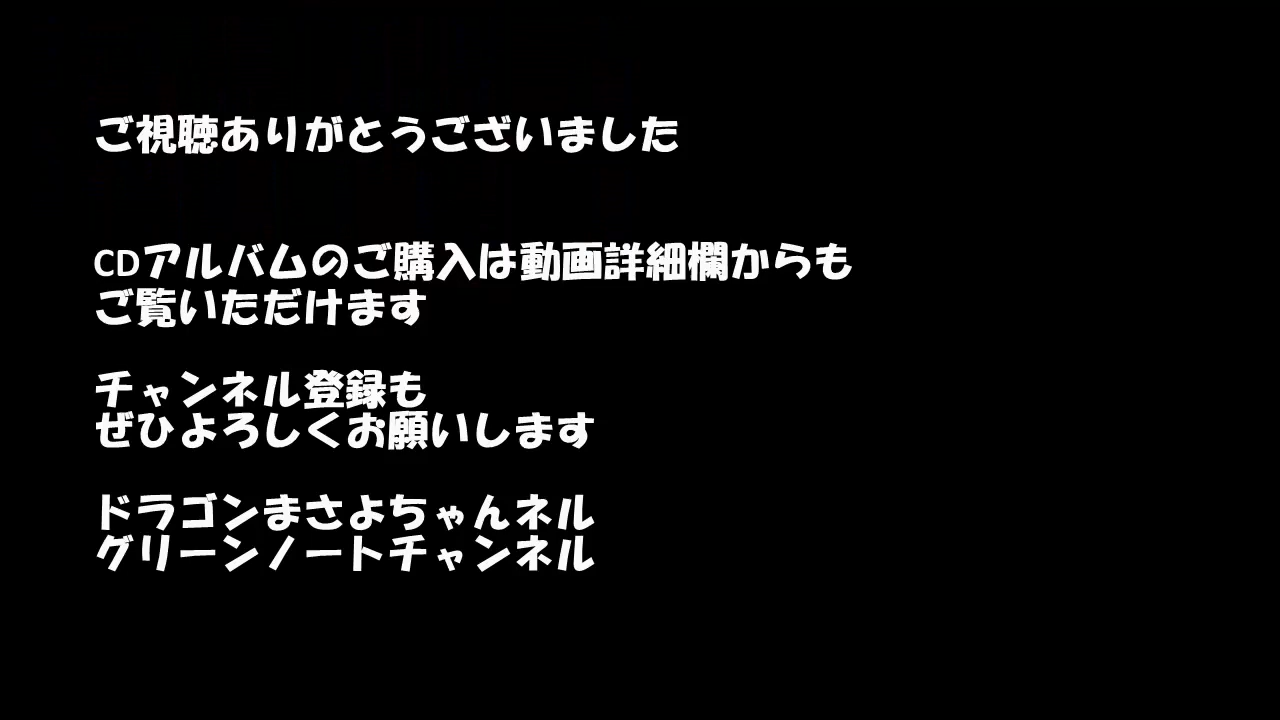 ご視聴ありがとうございました
CDアルバムのご購入は動画詳細欄からも
ご覧いただけます
チャンネル登録も
ぜひよろしくお願いします
ドラゴンまさよちゃんネル
グリーンノートチャンネル